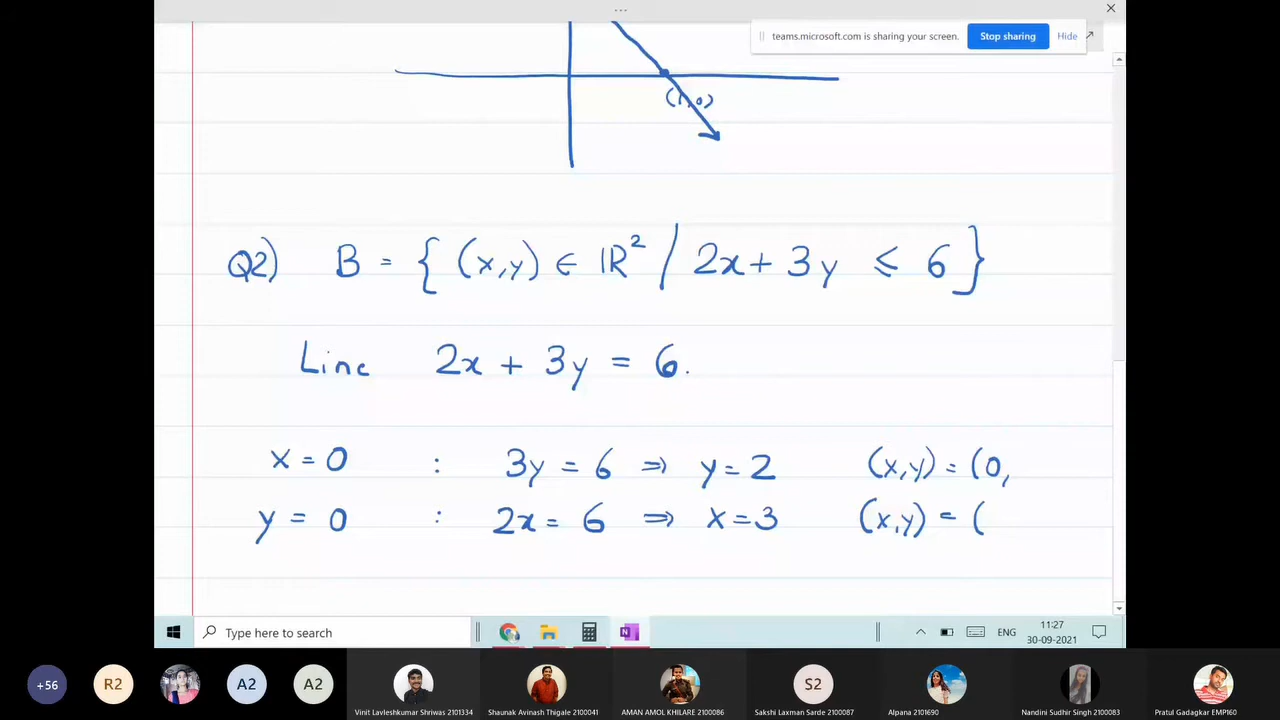 teams.microsoft.com is sharing your screen. Stop sharing Hide
(1,0)
Q2) B = { (x,y) ∈ ℝ² / 2x + 3y ≤ 6 }
Line 2x + 3y = 6.
x = 0 : 3y = 6 ⇒ y = 2 (x,y) = (0,
y = 0 : 2x = 6 ⇒ x = 3 (x,y) = (
Type here to search
ENG
11:27
30-09-2021
+56 R2 A2 A2 S2
Vinit Lavleshkumar Shriwas 2101334 Shaunak Avinash Thigale 2100041 AMAN AMOL KHILARE 2100086 Sakshi Laxman Sarde 2100087 Alpana 2101690 Nandini Sudhir Singh 2100083 Pratul Gadagkar EMP160